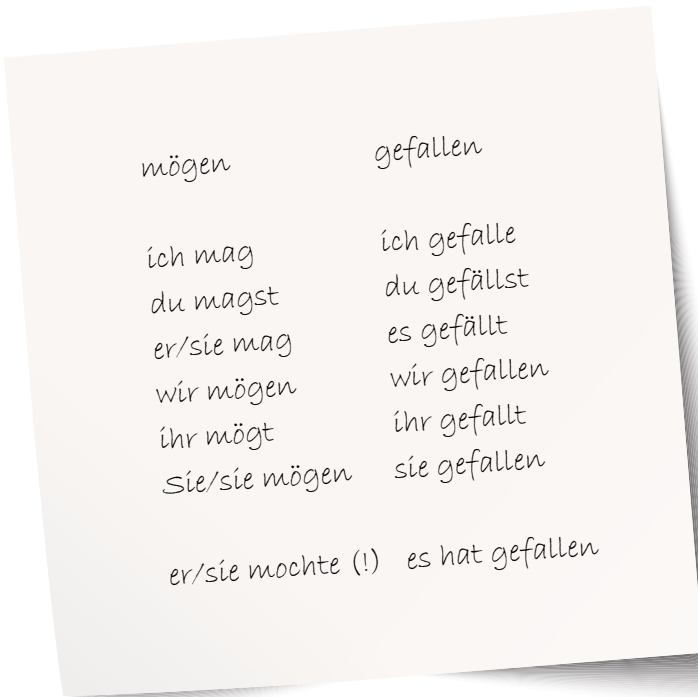 mögen gefallen
ich mag ich gefalle
du magst du gefällst
er/sie mag es gefällt
wir mögen wir gefallen
ihr mögt ihr gefallt
Sie/sie mögen sie gefallen
er/sie mochte (!) es hat gefallen